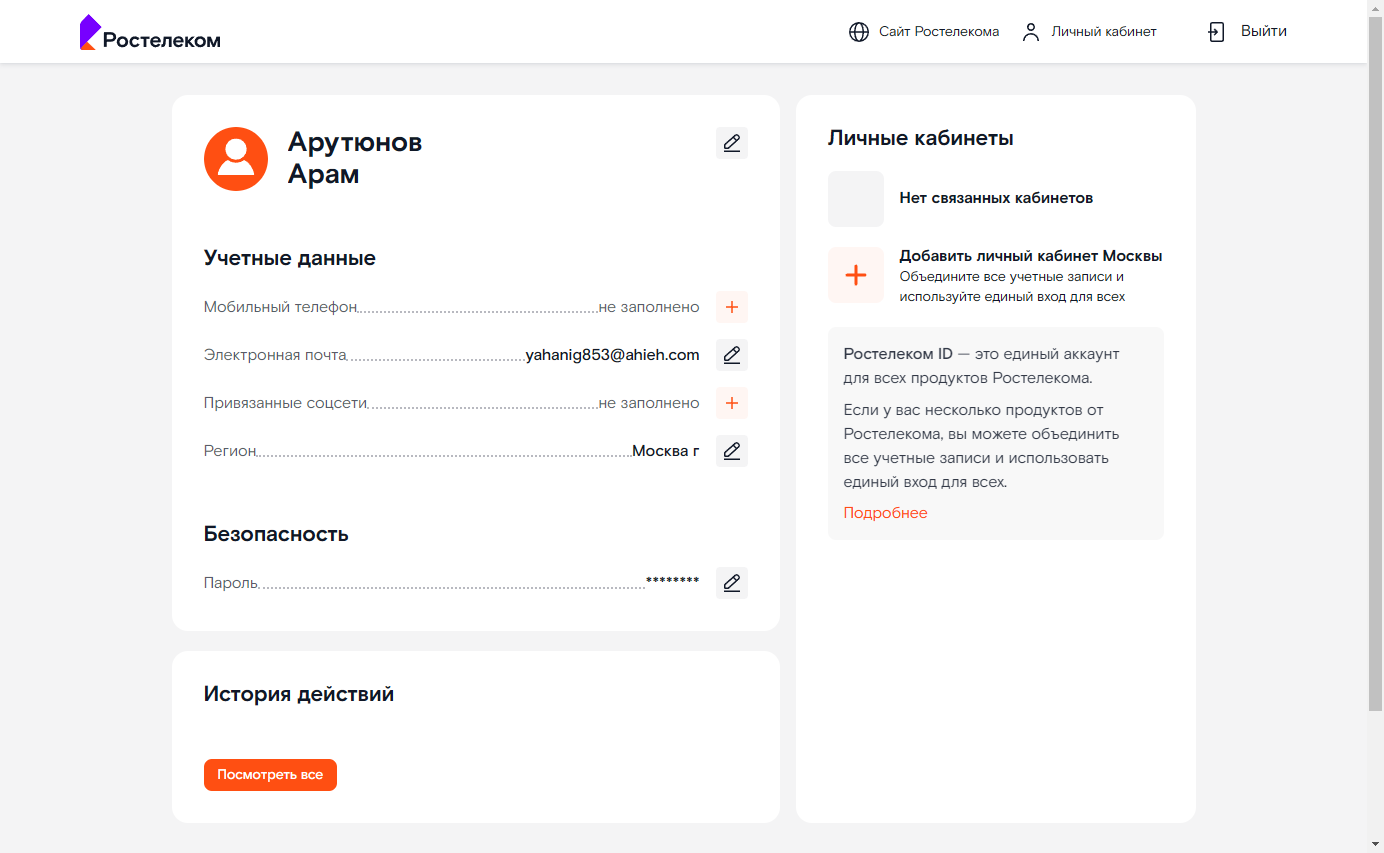 Ростелеком
Сайт Ростелекома
Личный кабинет
Выйти
Арутюнов
Арам
Учетные данные
Мобильный телефон не заполнено
Электронная почта yahanig853@ahieh.com
Привязанные соцсети не заполнено
Регион Москва г
Безопасность
Пароль ********
История действий
Посмотреть все
Личные кабинеты
Нет связанных кабинетов
Добавить личный кабинет Москвы
Объедините все учетные записи и
используйте единый вход для всех
Ростелеком ID — это единый аккаунт
для всех продуктов Ростелекома.
Если у вас несколько продуктов от
Ростелекома, вы можете объединить
все учетные записи и использовать
единый вход для всех.
Подробнее